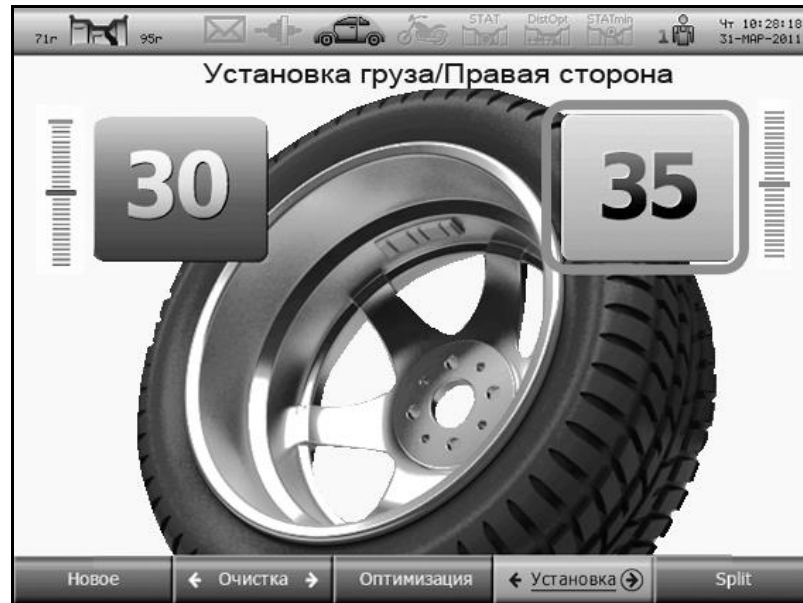 71г 95г STAT DistOpt STATmin 1 Чт 10:28:18
31-МАР-2011
Установка груза/Правая сторона
30 35
Новое Очистка Оптимизация Установка Split